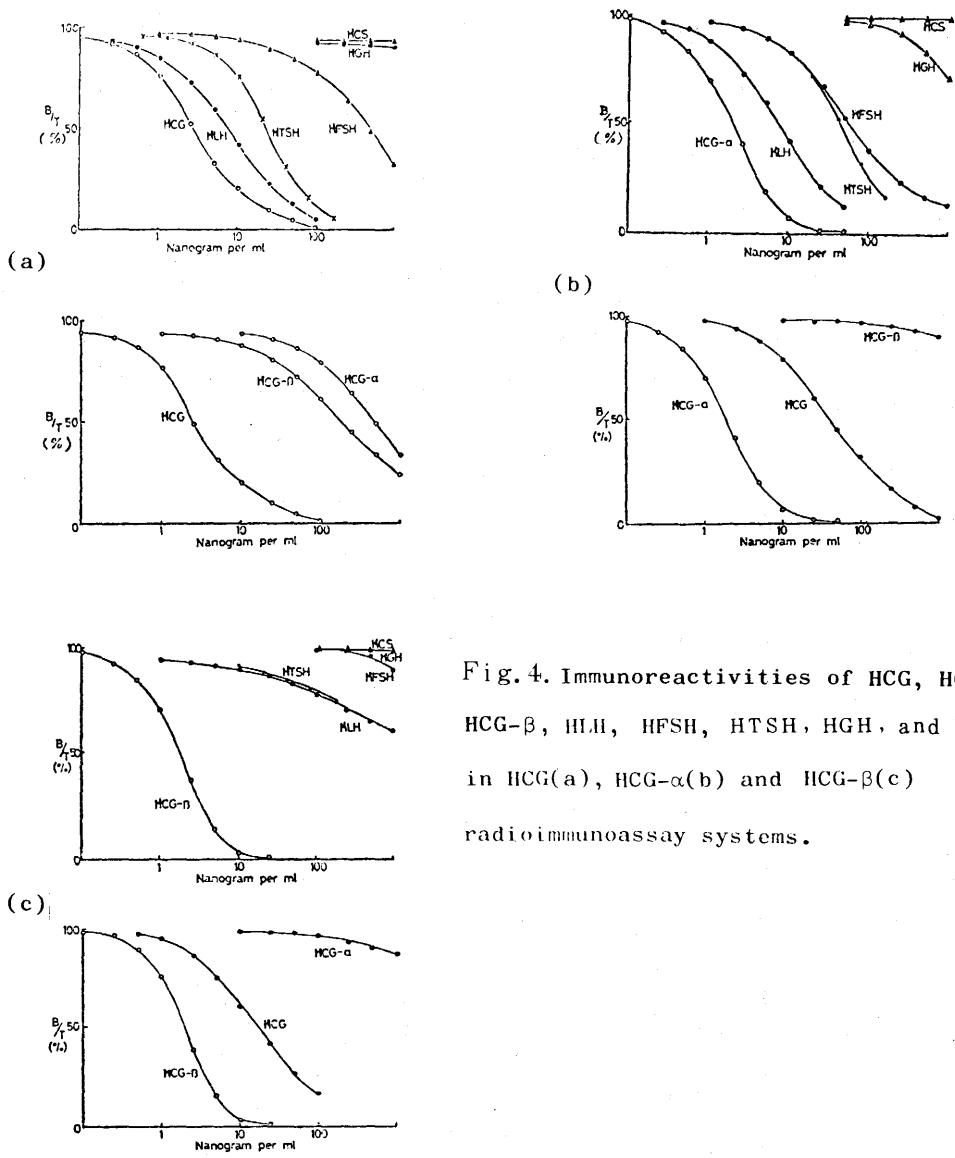 100
HCS
HGH
B/T
(%)
50
HCG
HLH
HTSH
HFSH
0
1
10
100
Nanogram per ml
(a)
100
HCS
HGH
B/T
(%)
50
HCG-α
HLH
HFSH
HTSH
0
1
10
100
Nanogram per ml
(b)
100
B/T
(%)
50
HCG
HCG-β
HCG-α
0
1
10
100
Nanogram per ml
100
HCG-β
B/T
(%)
50
HCG-α
HCG
0
1
10
100
Nanogram per ml
100
HCS
HGH
HFSH
HTSH
HLH
B/T
(%)
50
HCG-β
0
1
10
100
Nanogram per ml
(c)
100
HCG-α
B/T
(%)
50
HCG
HCG-β
0
1
10
100
Nanogram per ml
Fig.4. Immunoreactivities of HCG,
HCG-β, HLH, HFSH, HTSH, HGH, and
in HCG(a), HCG-α(b) and HCG-β(c)
radioimmunoassay systems.